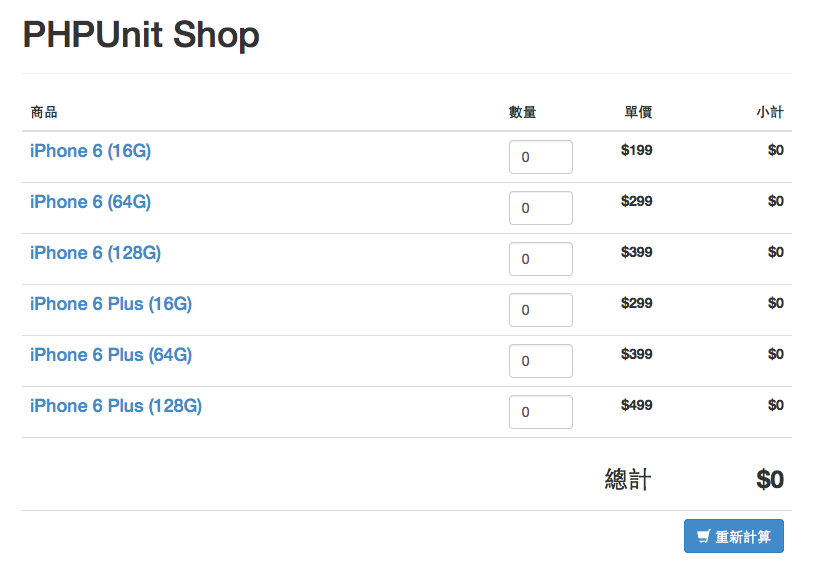 PHPUnit Shop
商品 數量 單價 小計
iPhone 6 (16G) 0 $199 $0
iPhone 6 (64G) 0 $299 $0
iPhone 6 (128G) 0 $399 $0
iPhone 6 Plus (16G) 0 $299 $0
iPhone 6 Plus (64G) 0 $399 $0
iPhone 6 Plus (128G) 0 $499 $0
總計 $0
重新計算